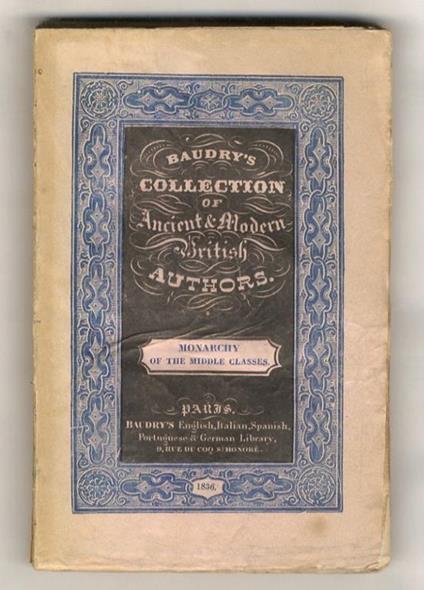 BAUDRY'S
COLLECTION
OF
Ancient & Modern
British
AUTHORS.
MONARCHY
OF THE MIDDLE CLASSES.
PARIS.
BAUDRY'S English, Italian, Spanish,
Portuguese & German Library,
9, RUE DU COQ ST HONORÉ.
1836.